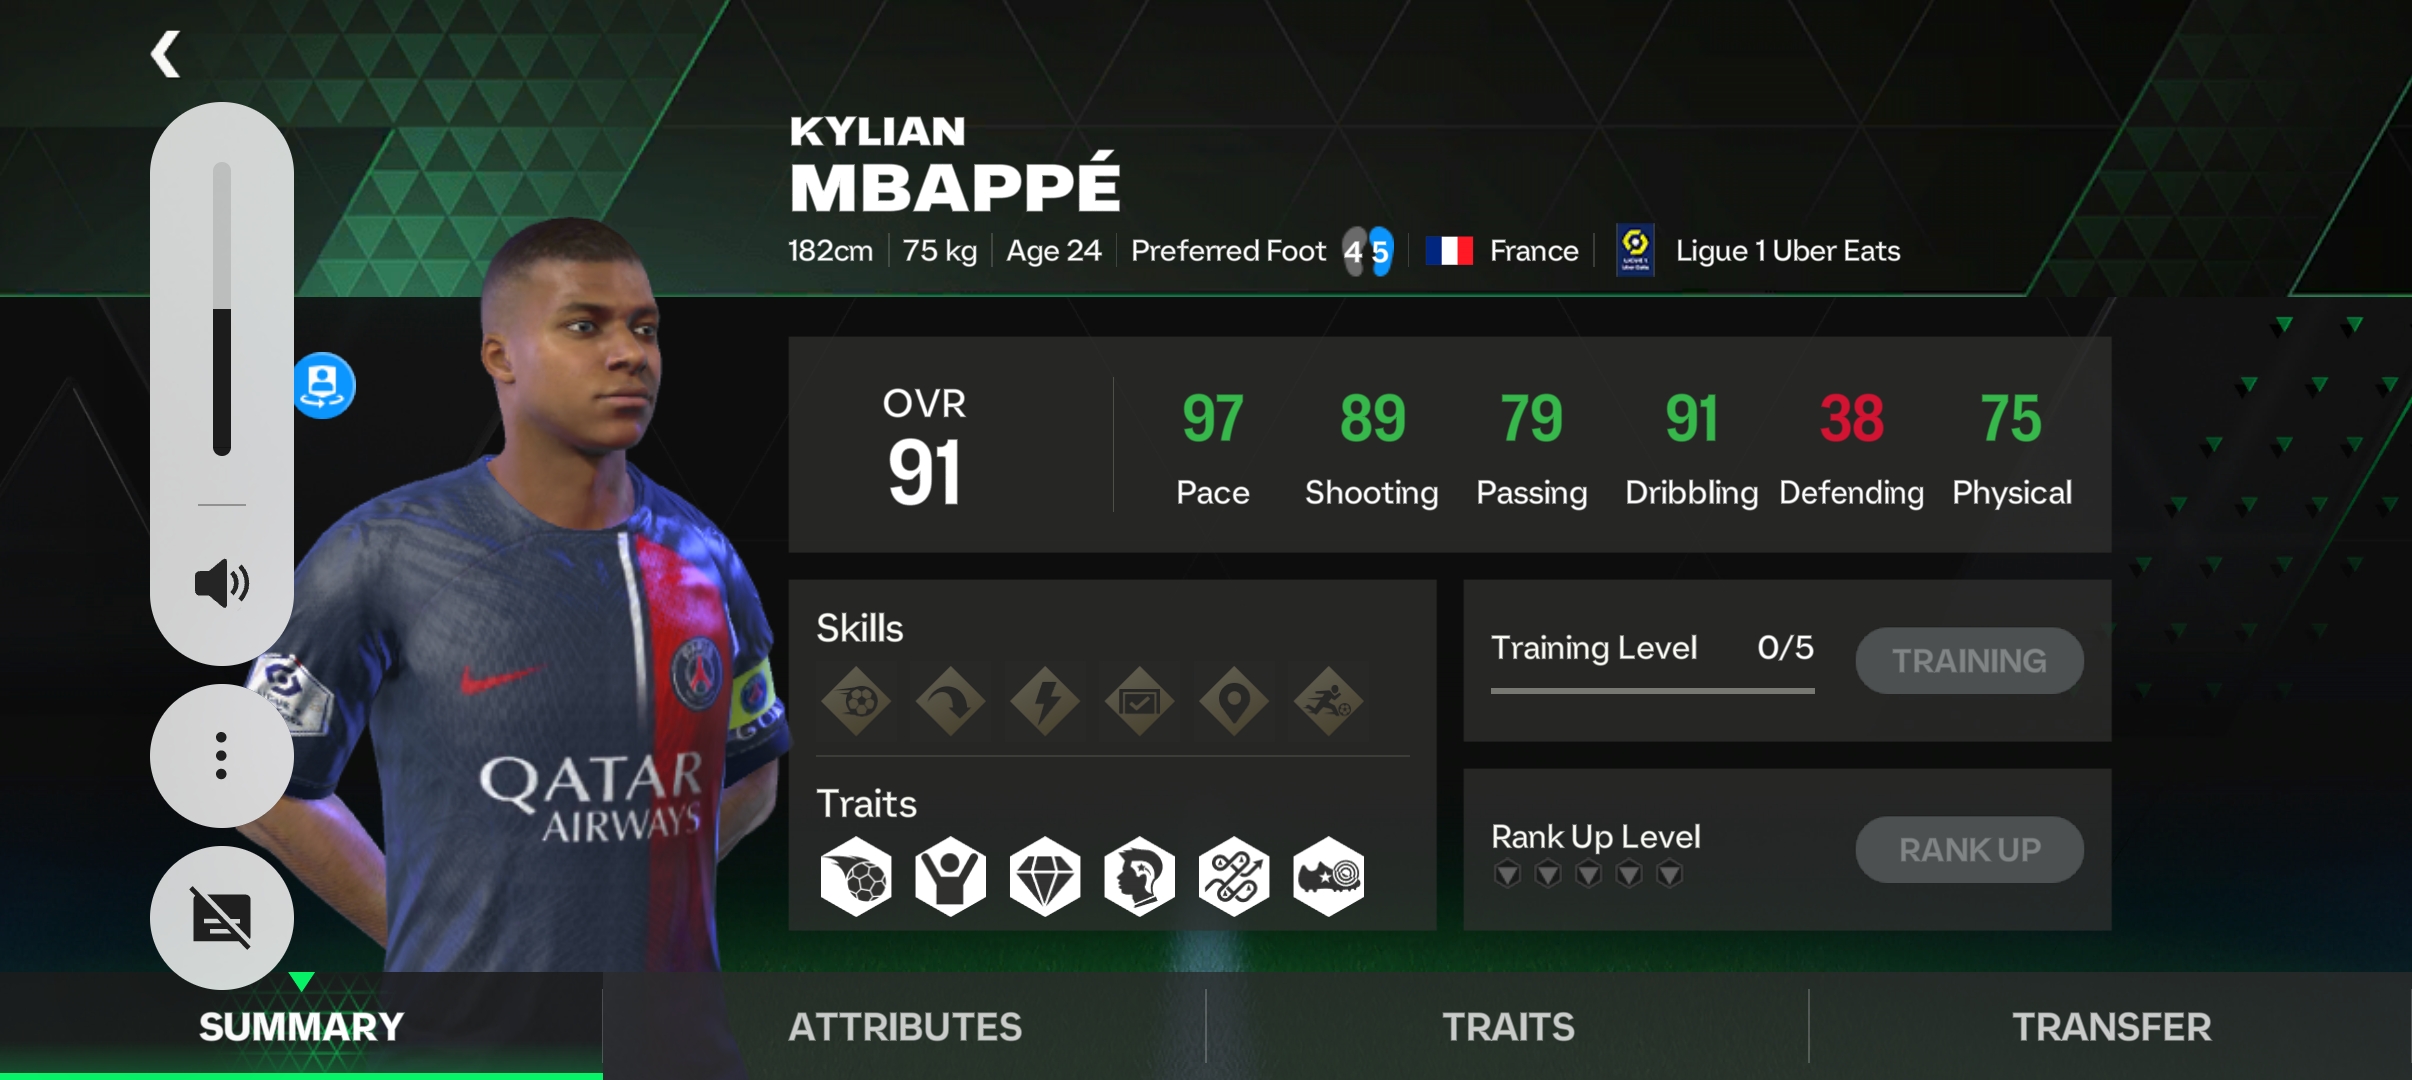 KYLIAN
MBAPPÉ
182cm 75 kg Age 24 Preferred Foot 4 5 France Ligue 1 Uber Eats
OVR
91
97 89 79 91 38 75
Pace Shooting Passing Dribbling Defending Physical
Skills
Training Level 0/5 TRAINING
Traits
Rank Up Level RANK UP
QATAR
AIRWAYS
SUMMARY ATTRIBUTES TRAITS TRANSFER